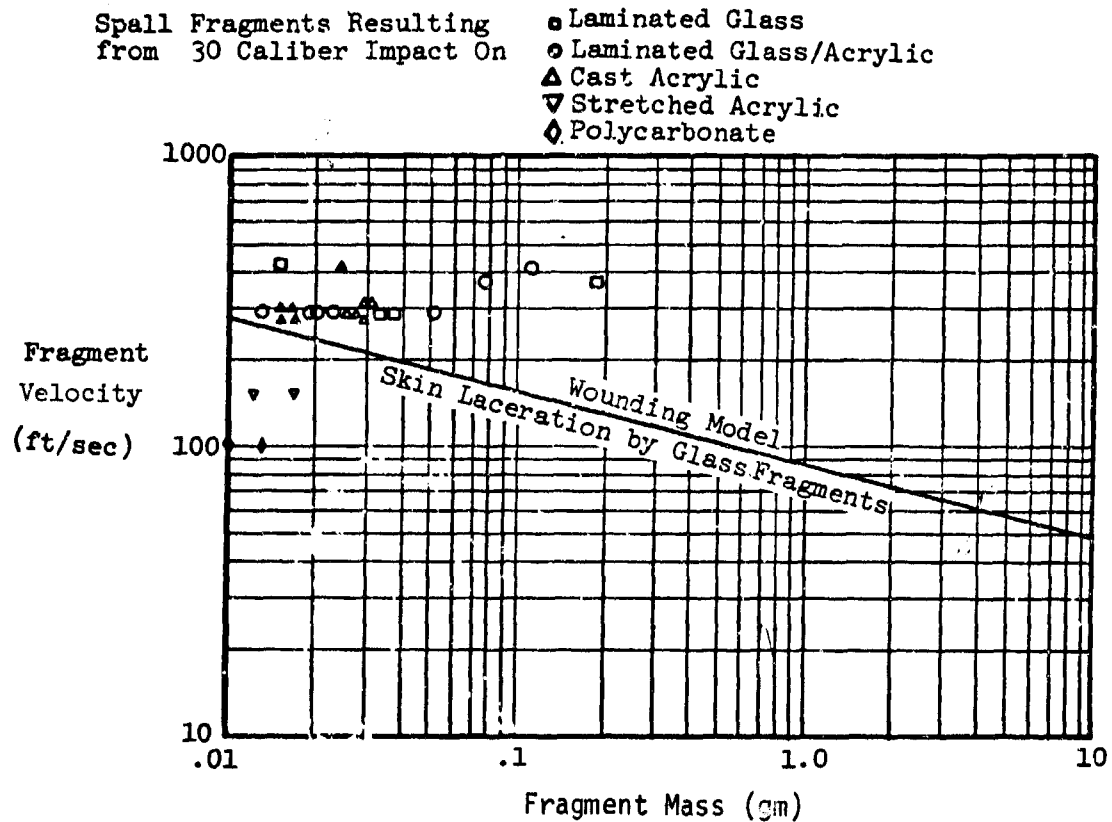 Spall Fragments Resulting
from 30 Caliber Impact On
Laminated Glass
Laminated Glass/Acrylic
Cast Acrylic
Stretched Acrylic
Polycarbonate
1000
Fragment
Velocity
(ft/sec)
100
10
Wounding Model
Skin Laceration by Glass Fragments
.01
.1
1.0
10
Fragment Mass (gm)